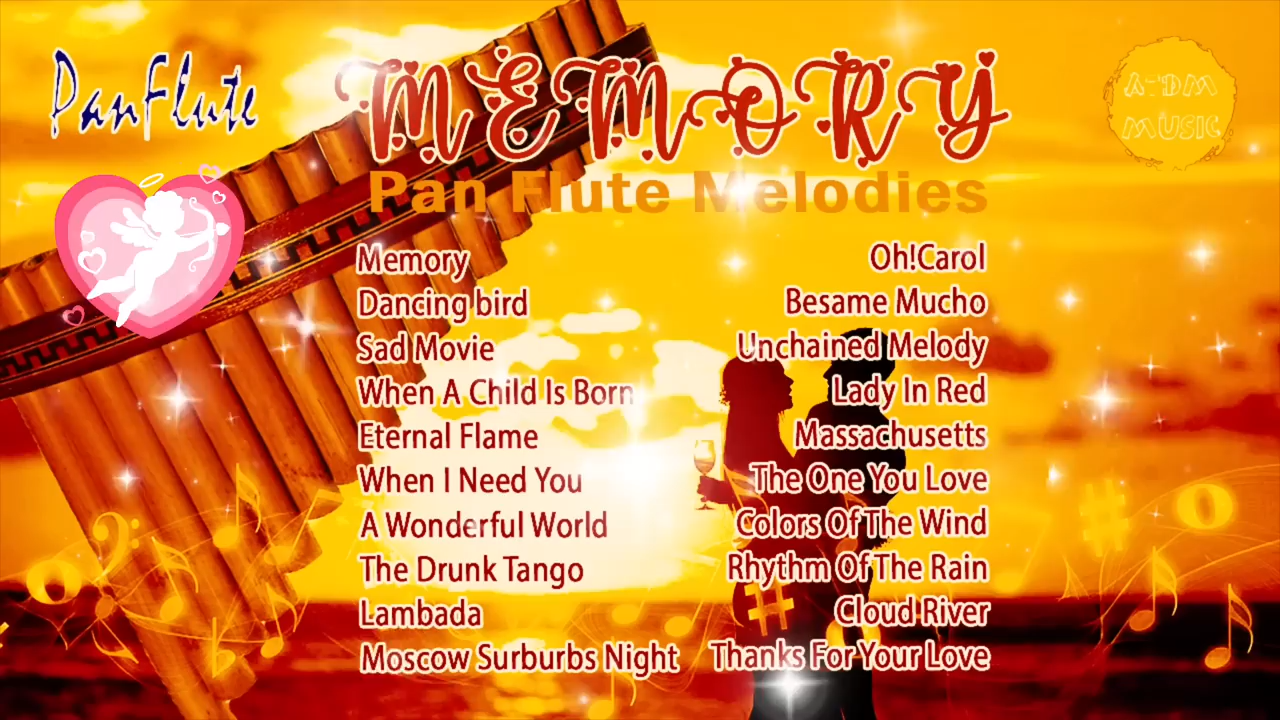 PanFlute
MEMORY
A-DM
MUSIC
Pan Flute Melodies
Memory
Dancing bird
Sad Movie
When A Child Is Born
Eternal Flame
When I Need You
A Wonderful World
The Drunk Tango
Lambada
Moscow Surburbs Night
Oh!Carol
Besame Mucho
Unchained Melody
Lady In Red
Massachusetts
The One You Love
Colors Of The Wind
Rhythm Of The Rain
Cloud River
Thanks For Your Love